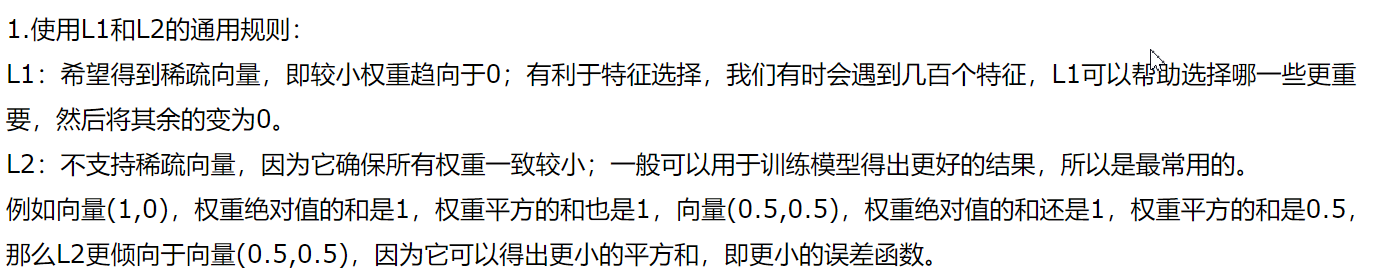 1.使用L1和L2的通用规则：
L1：希望得到稀疏向量，即较小权重趋向于0；有利于特征选择，我们有时会遇到几百个特征，L1可以帮助选择哪一些更重
要，然后将其余的变为0。
L2：不支持稀疏向量，因为它确保所有权重一致较小；一般可以用于训练模型得出更好的结果，所以是最常用的。
例如向量(1,0)，权重绝对值的和是1，权重平方的和也是1，向量(0.5,0.5)，权重绝对值的和还是1，权重平方的和是0.5，
那么L2更倾向于向量(0.5,0.5)，因为它可以得出更小的平方和，即更小的误差函数。